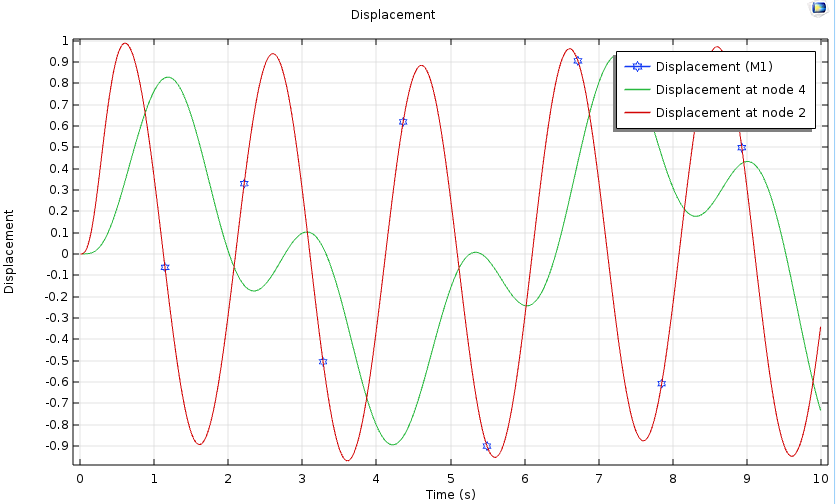 Displacement
Displacement (M1)
Displacement at node 4
Displacement at node 2
Displacement
1
0.9
0.8
0.7
0.6
0.5
0.4
0.3
0.2
0.1
0
-0.1
-0.2
-0.3
-0.4
-0.5
-0.6
-0.7
-0.8
-0.9
0 1 2 3 4 5 6 7 8 9 10
Time (s)